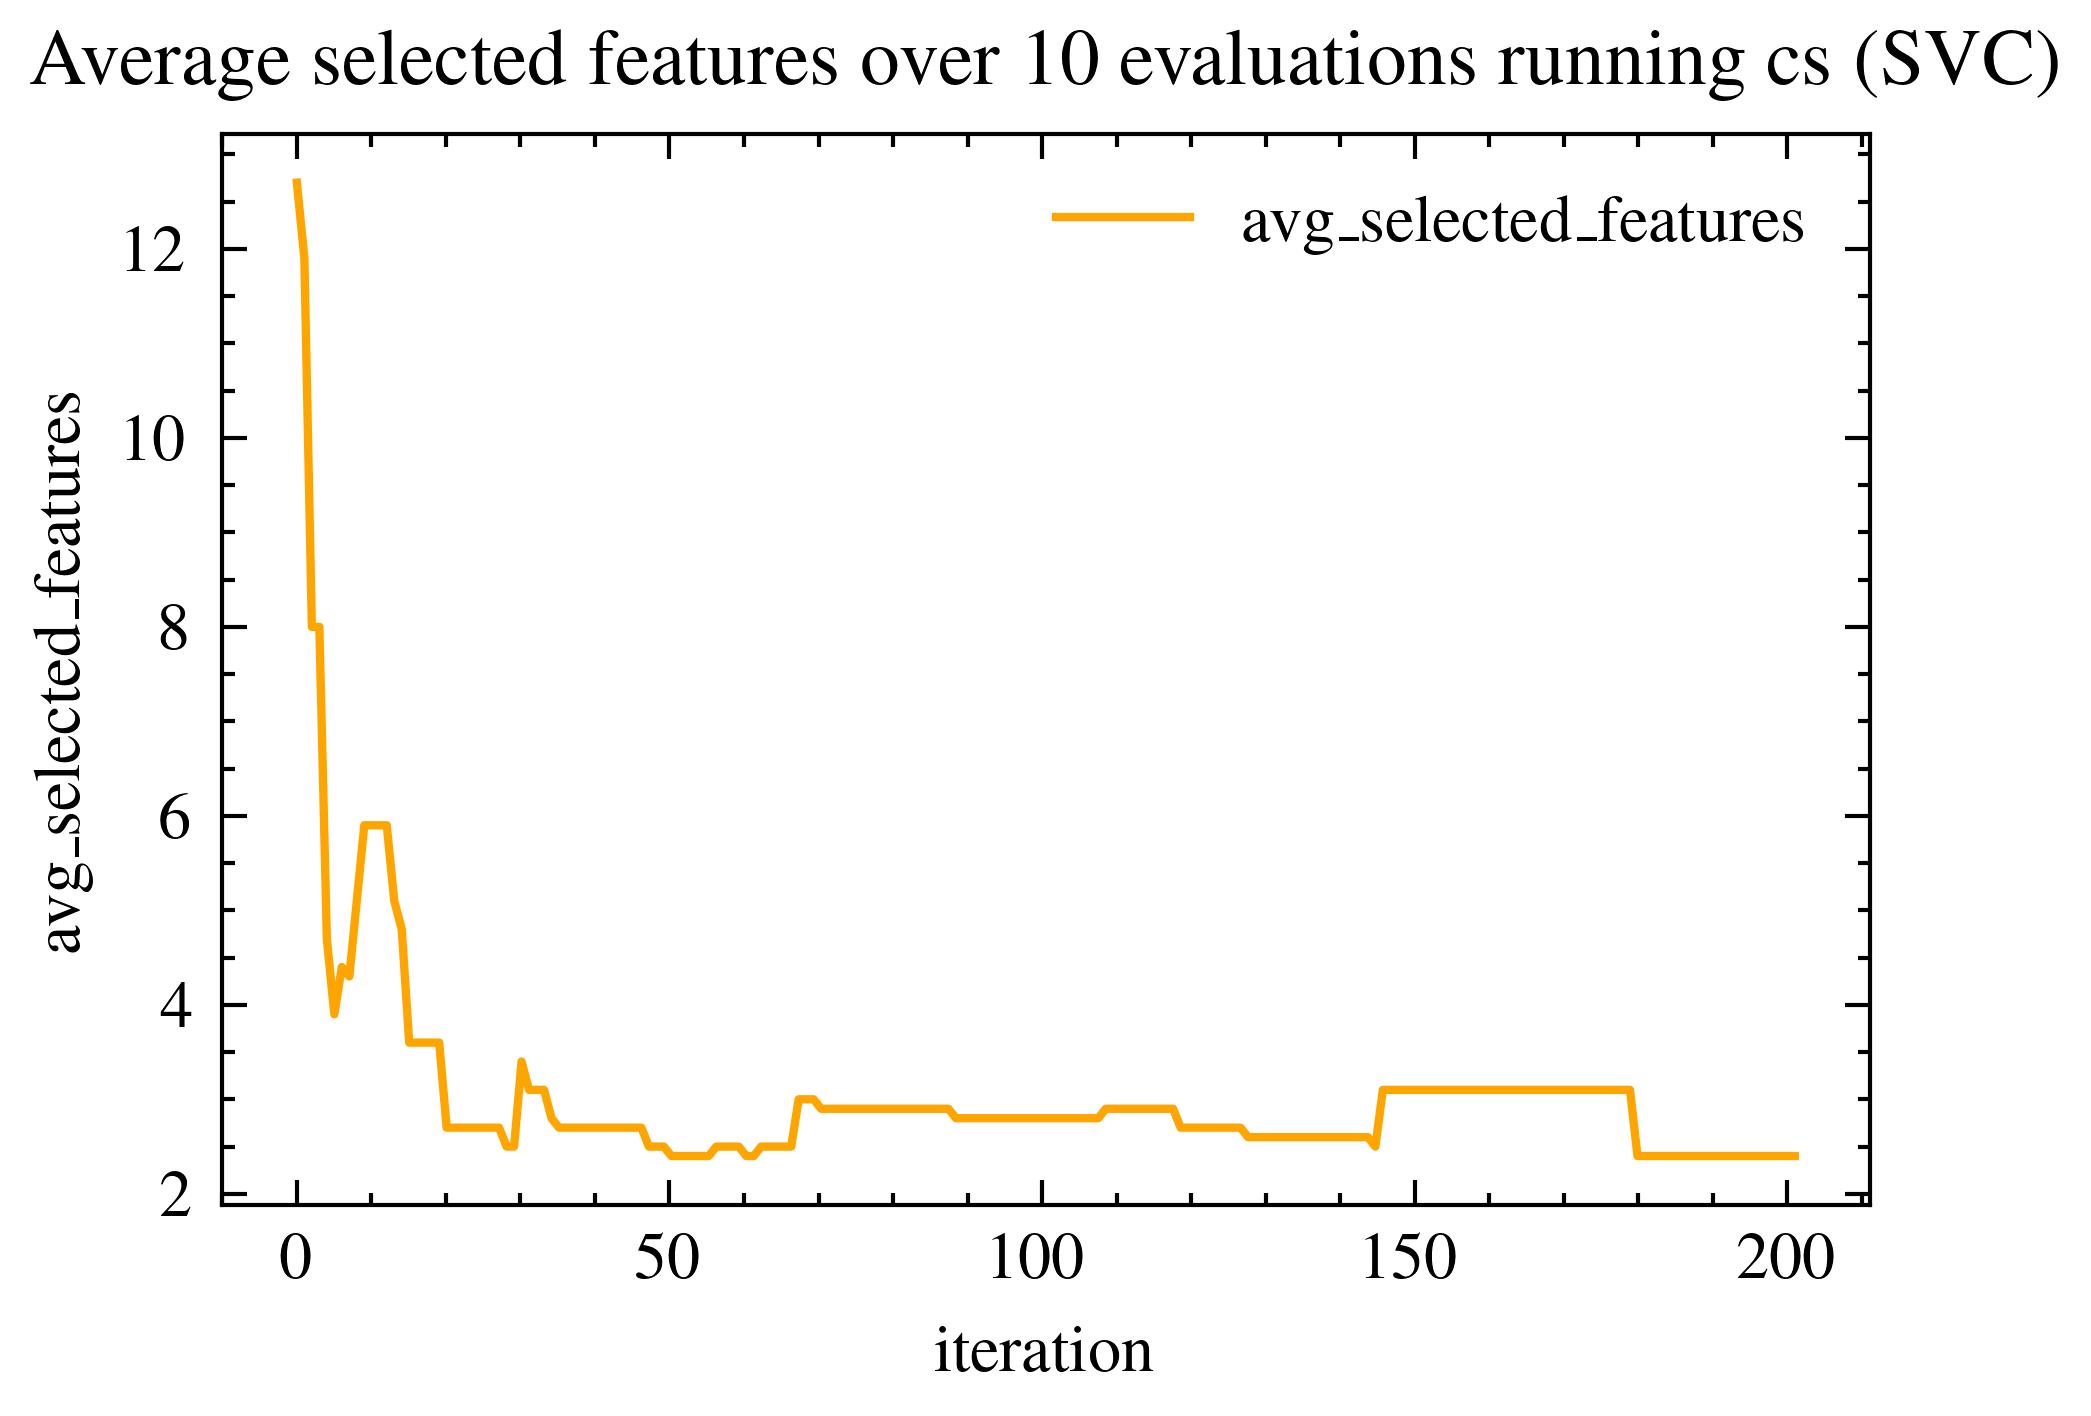 Average selected features over 10 evaluations running cs (SVC)
avg_selected_features
12
10
8
6
4
2
avg_selected_features
0 50 100 150 200
iteration